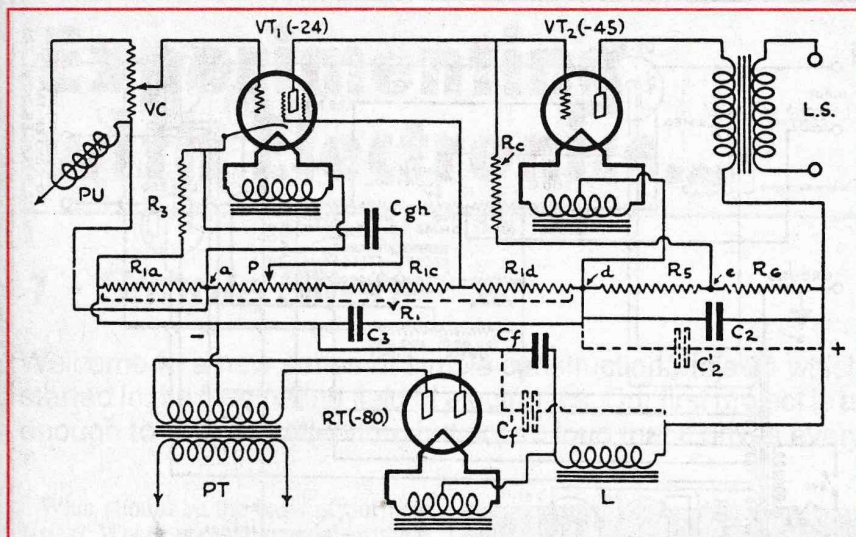 VT₁ (-24)
VT₂ (-45)
VC
PU
R₃
Cgh
Rc
L.S.
R₁a
a
P
R₁c
R₁d
d
R₅
e
R₆
R₁
-
C₃
C₂
+
C'₂
Cf
C'f
RT (-80)
PT
L